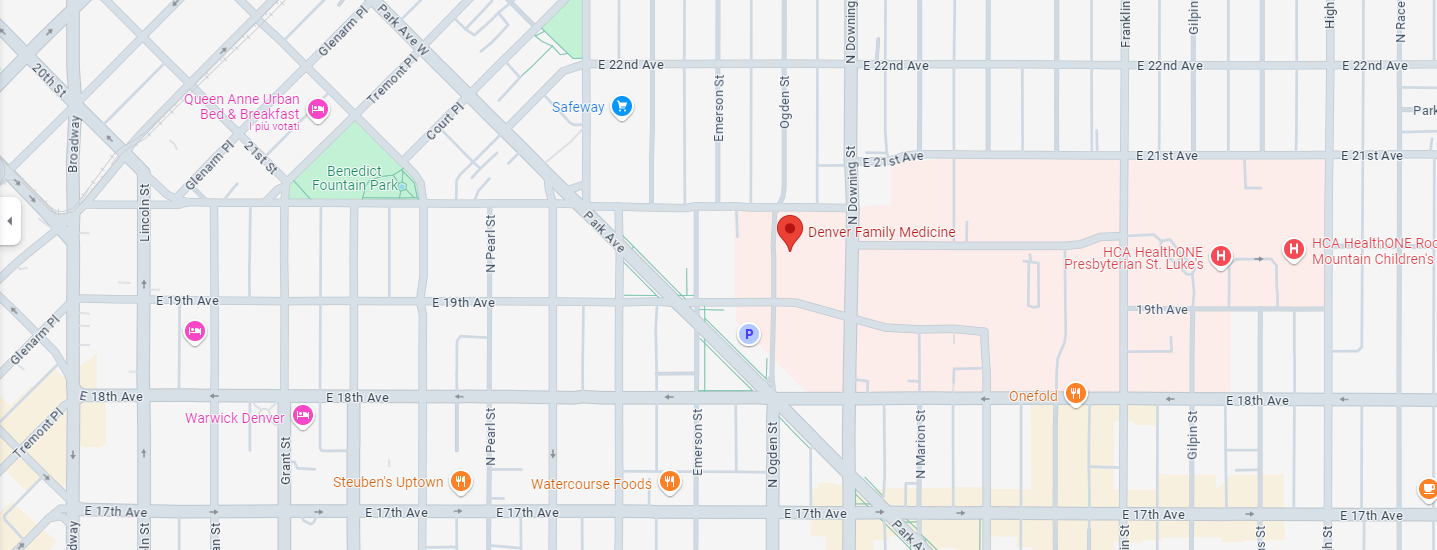 Glenarm Pl
Park Ave W
N Downing
Franklin
Gilpin
High
N Race
20th St
Tremont Pl
E 22nd Ave
E 22nd Ave
E 22nd Ave
E 22nd Ave
Queen Anne Urban
Bed & Breakfast
I più votati
Safeway
Emerson St
Ogden St
Park
Court Pl
Broadway
21st St
Glenarm Pl
Benedict
Fountain Park
E 21st Ave
E 21st Ave
E 21st Ave
Lincoln St
N Downing St
Park Ave
N Pearl St
Denver Family Medicine
HCA HealthONE
Presbyterian St. Luke's
HCA HealthONE Roc
Mountain Children's
E 19th Ave
E 19th Ave
19th Ave
P
Glenarm Pl
E 18th Ave
E 18th Ave
Onefold
E 18th Ave
Warwick Denver
Tremont Pl
Grant St
N Pearl St
Emerson St
N Ogden St
N Marion St
Gilpin St
Steuben's Uptown
Watercourse Foods
E 17th Ave
E 17th Ave
E 17th Ave
E 17th Ave
E 17th Ave
E 17th Ave
Park Av